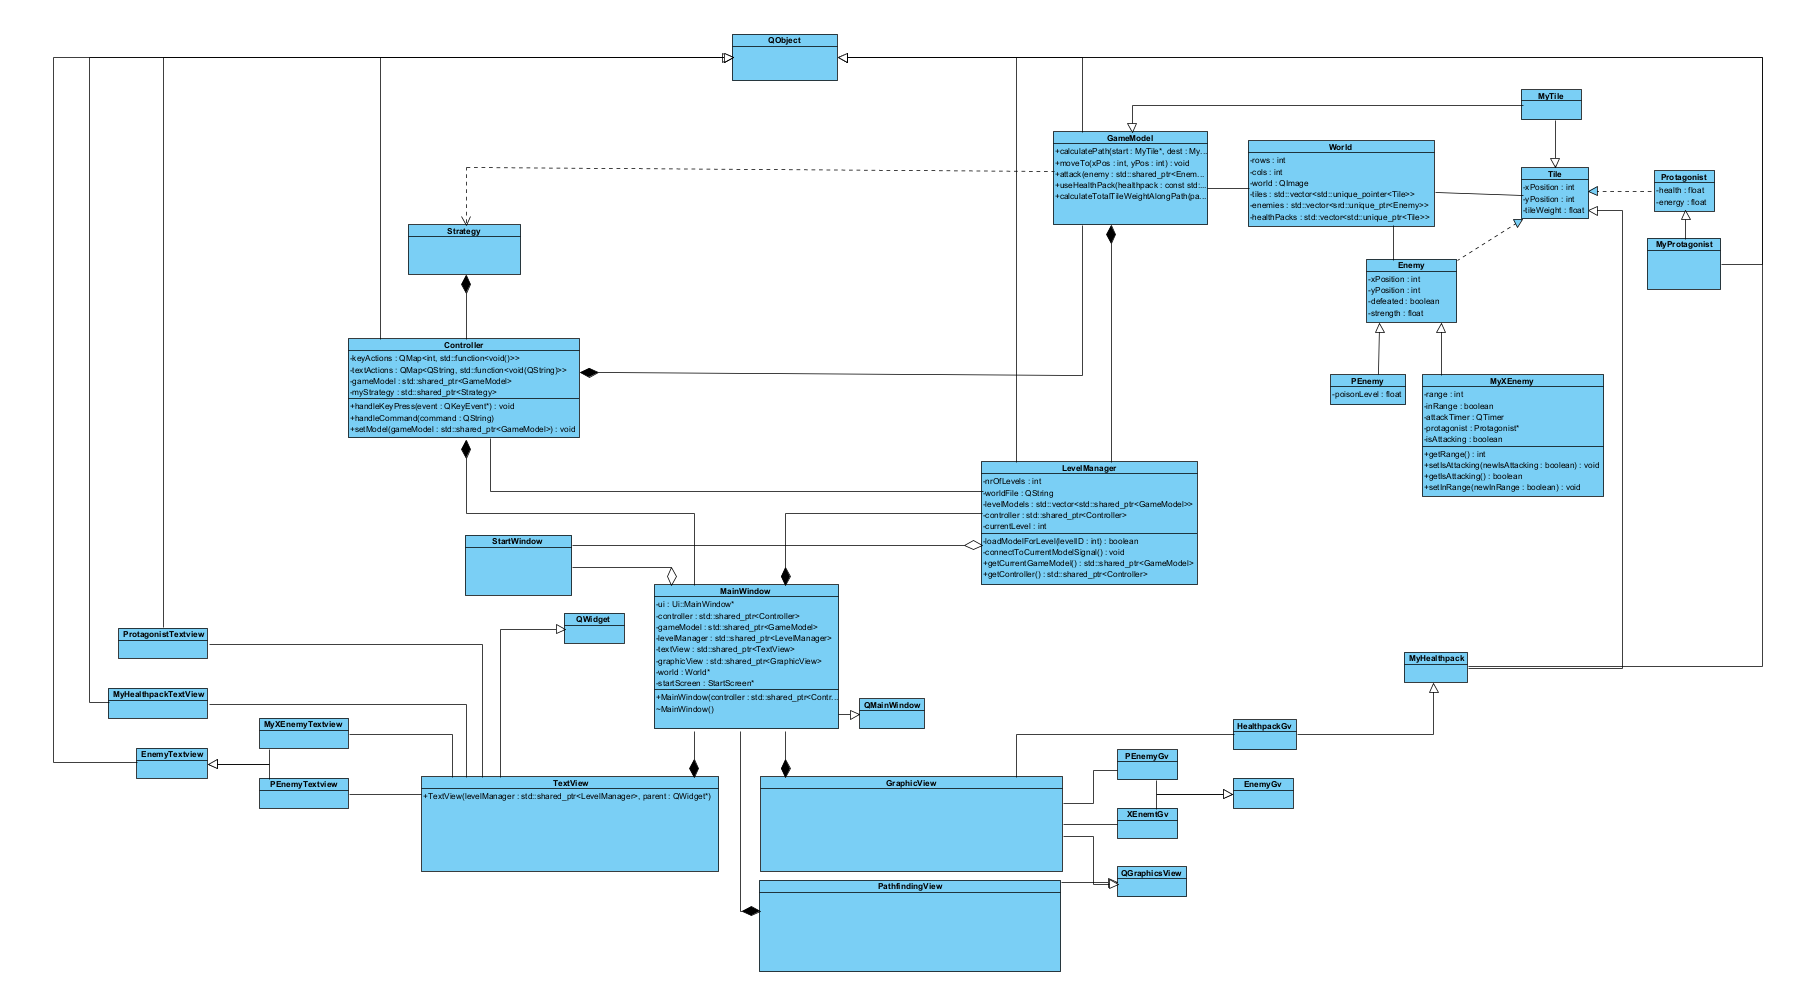 QObject
MyTile
GameModel
+calculatePath(start : MyTile*, dest : My...
+moveTo(xPos : int, yPos : int) : void
+attack(enemy : std::shared_ptr<Enem...
+useHealthPack(healthpack : const std:...
+calculateTotalTileWeightAlongPath(pa...
World
-rows : int
-cols : int
-world : QImage
-tiles : std::vector<std::unique_pointer<Tile>>
-enemies : std::vector<srd::unique_ptr<Enemy>>
-healthPacks : std::vector<std::unique_ptr<Tile>>
Tile
-xPosition : int
-yPosition : int
-tileWeight : float
Protagonist
-health : float
-energy : float
MyProtagonist
Strategy
Enemy
-xPosition : int
-yPosition : int
-defeated : boolean
-strength : float
Controller
-keyActions : QMap<int, std::function<void()>>
-textActions : QMap<QString, std::function<void(QString)>>
-gameModel : std::shared_ptr<GameModel>
-myStrategy : std::shared_ptr<Strategy>
+handleKeyPress(event : QKeyEvent*) : void
+handleCommand(command : QString)
+setModel(gameModel : std::shared_ptr<GameModel>) : void
PEnemy
-poisonLevel : float
MyXEnemy
-range : int
-inRange : boolean
-attackTimer : QTimer
-protagonist : Protagonist*
-isAttacking : boolean
+getRange() : int
+setIsAttacking(newIsAttacking : boolean) : void
+getIsAttacking() : boolean
+setInRange(newInRange : boolean) : void
LevelManager
-nrOfLevels : int
-worldFile : QString
-levelModels : std::vector<std::shared_ptr<GameModel>>
-controller : std::shared_ptr<Controller>
-currentLevel : int
-loadModelForLevel(levelID : int) : boolean
-connectToCurrentModelSignal() : void
+getCurrentGameModel() : std::shared_ptr<GameModel>
+getController() : std::shared_ptr<Controller>
StartWindow
MainWindow
-ui : Ui::MainWindow*
-controller : std::shared_ptr<Controller>
-gameModel : std::shared_ptr<GameModel>
-levelManager : std::shared_ptr<LevelManager>
-textView : std::shared_ptr<TextView>
-graphicView : std::shared_ptr<GraphicView>
-world : World*
-startScreen : StartScreen*
+MainWindow(controller : std::shared_ptr<Contr...
~MainWindow()
QWidget
ProtagonistTextview
MyHealthpack
MyHealthpackTextView
QMainWindow
MyXEnemyTextview
HealthpackGv
EnemyTextview
PEnemyGv
PEnemyTextview
TextView
+TextView(levelManager : std::shared_ptr<LevelManager>, parent : QWidget*)
GraphicView
EnemyGv
XEnemtGv
QGraphicsView
PathfindingView